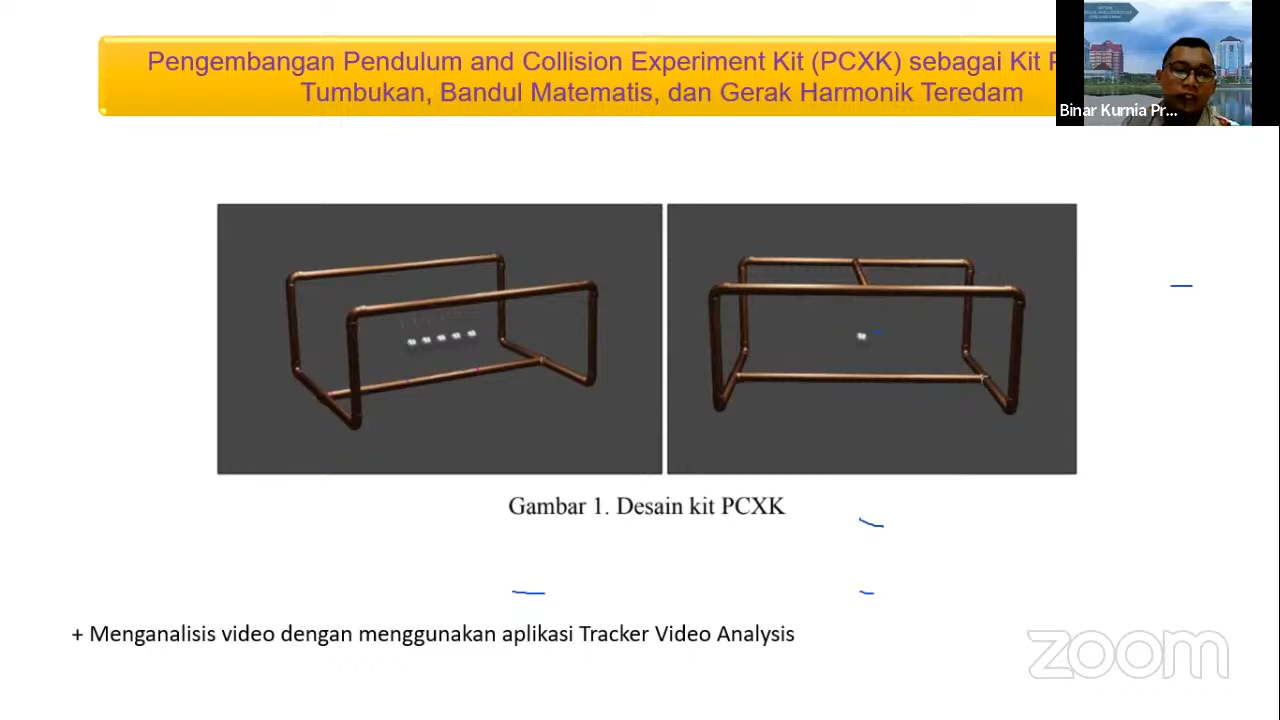 Pengembangan Pendulum and Collision Experiment Kit (PCXK) sebagai Kit
Tumbukan, Bandul Matematis, dan Gerak Harmonik Teredam
Binar Kurnia Pr...
Gambar 1. Desain kit PCXK
+ Menganalisis video dengan menggunakan aplikasi Tracker Video Analysis
zoom